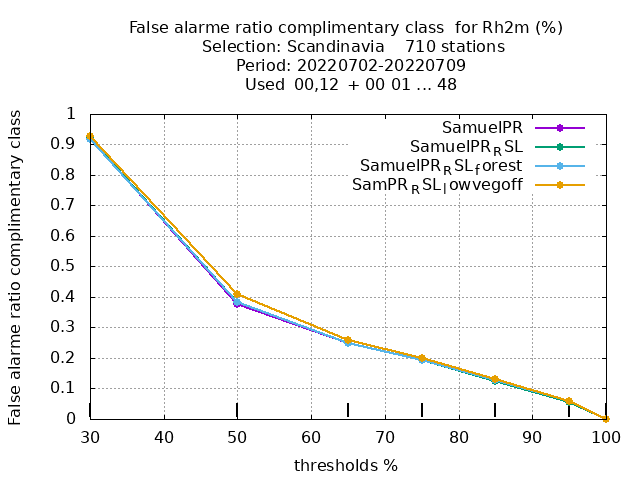 False alarme ratio complimentary class  for Rh2m (%)
Selection: Scandinavia    710 stations
Period: 20220702-20220709
Used  00,12  + 00 01 ... 48
False alarme ratio complimentary class
1
0.9
0.8
0.7
0.6
0.5
0.4
0.3
0.2
0.1
0
SamuelPR
SamuelPR_RSL
SamuelPR_RSL_forest
SamPR_RSL_lowvegoff
30 40 50 60 70 80 90 100
thresholds %